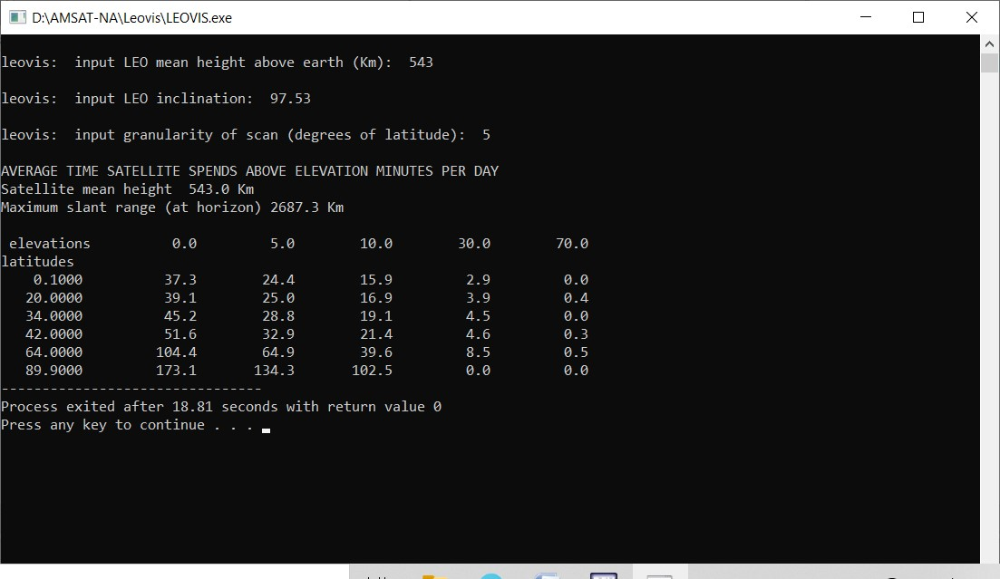 D:\AMSAT-NA\Leovis\LEOVIS.exe
leovis:  input LEO mean height above earth (Km):  543
leovis:  input LEO inclination:  97.53
leovis:  input granularity of scan (degrees of latitude):  5
AVERAGE TIME SATELLITE SPENDS ABOVE ELEVATION MINUTES PER DAY
Satellite mean height  543.0 Km
Maximum slant range (at horizon) 2687.3 Km
elevations          0.0         5.0        10.0        30.0        70.0
latitudes
0.1000          37.3        24.4        15.9         2.9         0.0
20.0000         39.1        25.0        16.9         3.9         0.4
34.0000         45.2        28.8        19.1         4.5         0.0
42.0000         51.6        32.9        21.4         4.6         0.3
64.0000        104.4        64.9        39.6         8.5         0.5
89.9000        173.1       134.3       102.5         0.0         0.0
--------------------------------
Process exited after 18.81 seconds with return value 0
Press any key to continue . . .